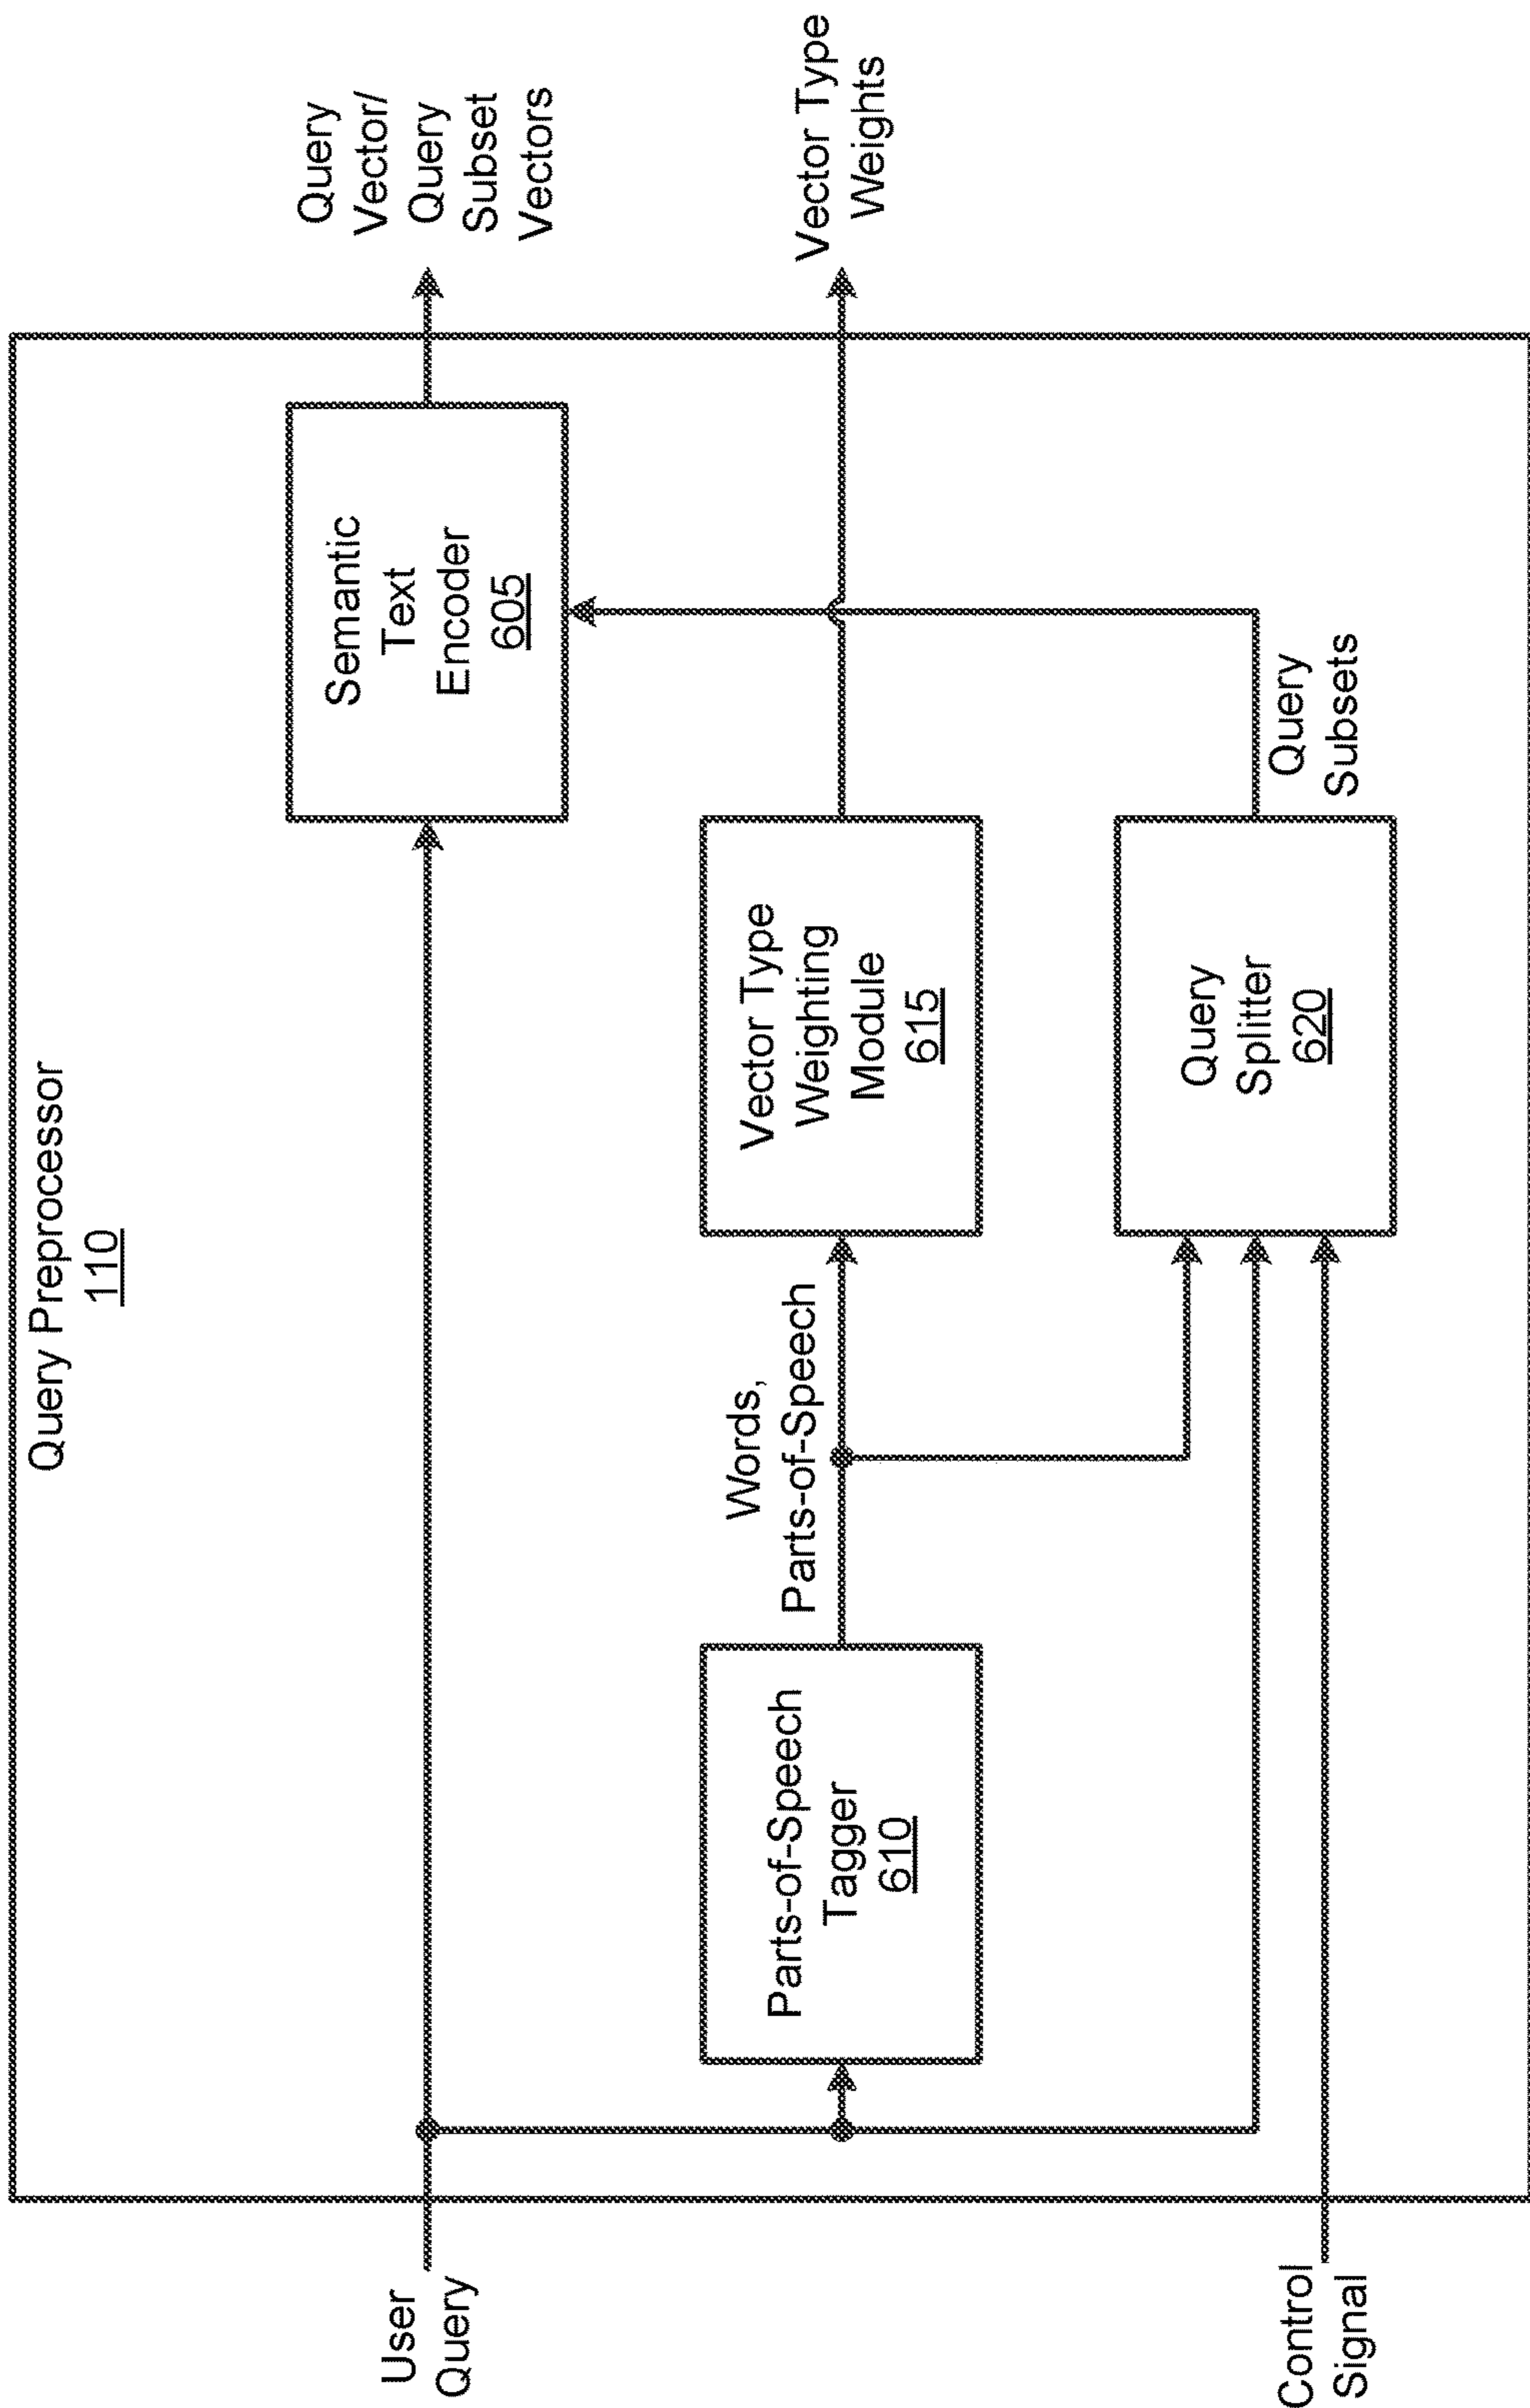 Query Preprocessor
110
User
Query
Control
Signal
Parts-of-Speech
Tagger
610
Words,
Parts-of-Speech
Vector Type
Weighting
Module
615
Query
Splitter
620
Query
Subsets
Semantic
Text
Encoder
605
Query
Vector/
Query
Subset
Vectors
Vector Type
Weights